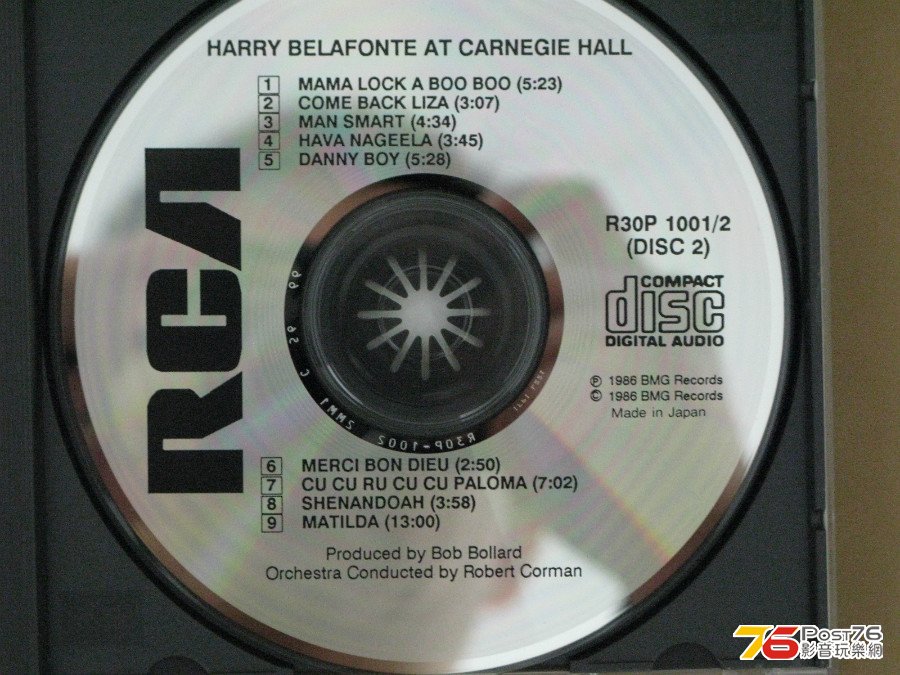 HARRY BELAFONTE AT CARNEGIE HALL
1 MAMA LOCK A BOO BOO (5:23)
2 COME BACK LIZA (3:07)
3 MAN SMART (4:34)
4 HAVA NAGEELA (3:45)
5 DANNY BOY (5:28)
RCA
R30P 1001/2
(DISC 2)
COMPACT
disc
DIGITAL AUDIO
℗ 1986 BMG Records
© 1986 BMG Records
Made in Japan
R30P-1002
6 MERCI BON DIEU (2:50)
7 CU CU RU CU CU PALOMA (7:02)
8 SHENANDOAH (3:58)
9 MATILDA (13:00)
Produced by Bob Bollard
Orchestra Conducted by Robert Corman
76 Post76
影音玩樂網